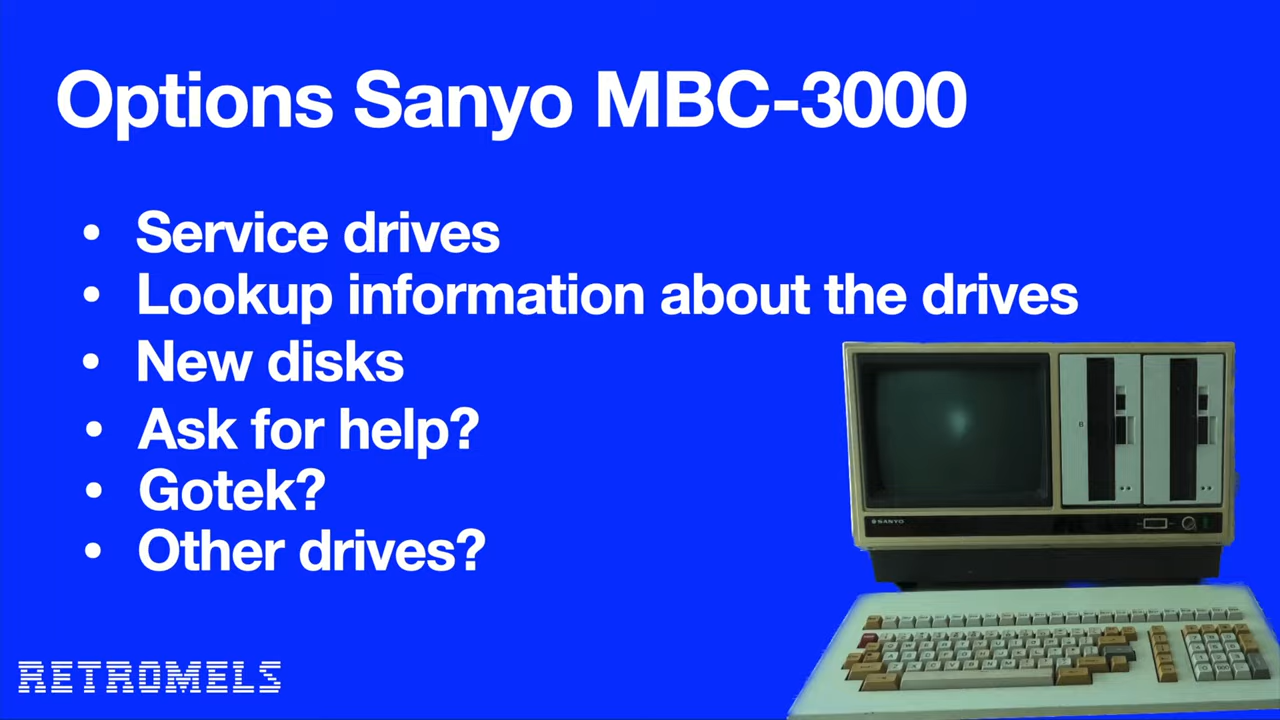 Options Sanyo MBC-3000
• Service drives
• Lookup information about the drives
• New disks
• Ask for help?
• Gotek?
• Other drives?
B
SANYO
RETROMELS